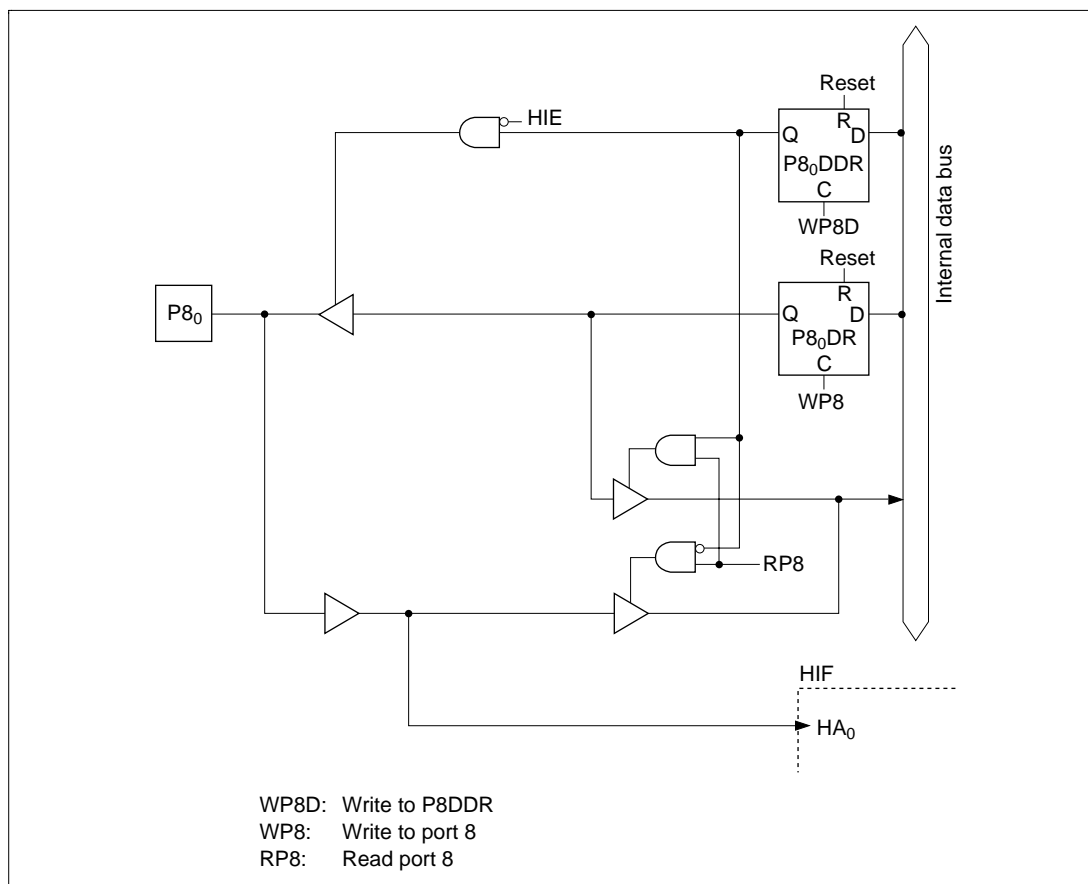 Reset
HIE
R
Q
D
P8₀DDR
C
WP8D
Reset
R
Q
D
P8₀
P8₀DR
C
WP8
Internal data bus
RP8
HIF
HA₀
WP8D: Write to P8DDR
WP8: Write to port 8
RP8: Read port 8